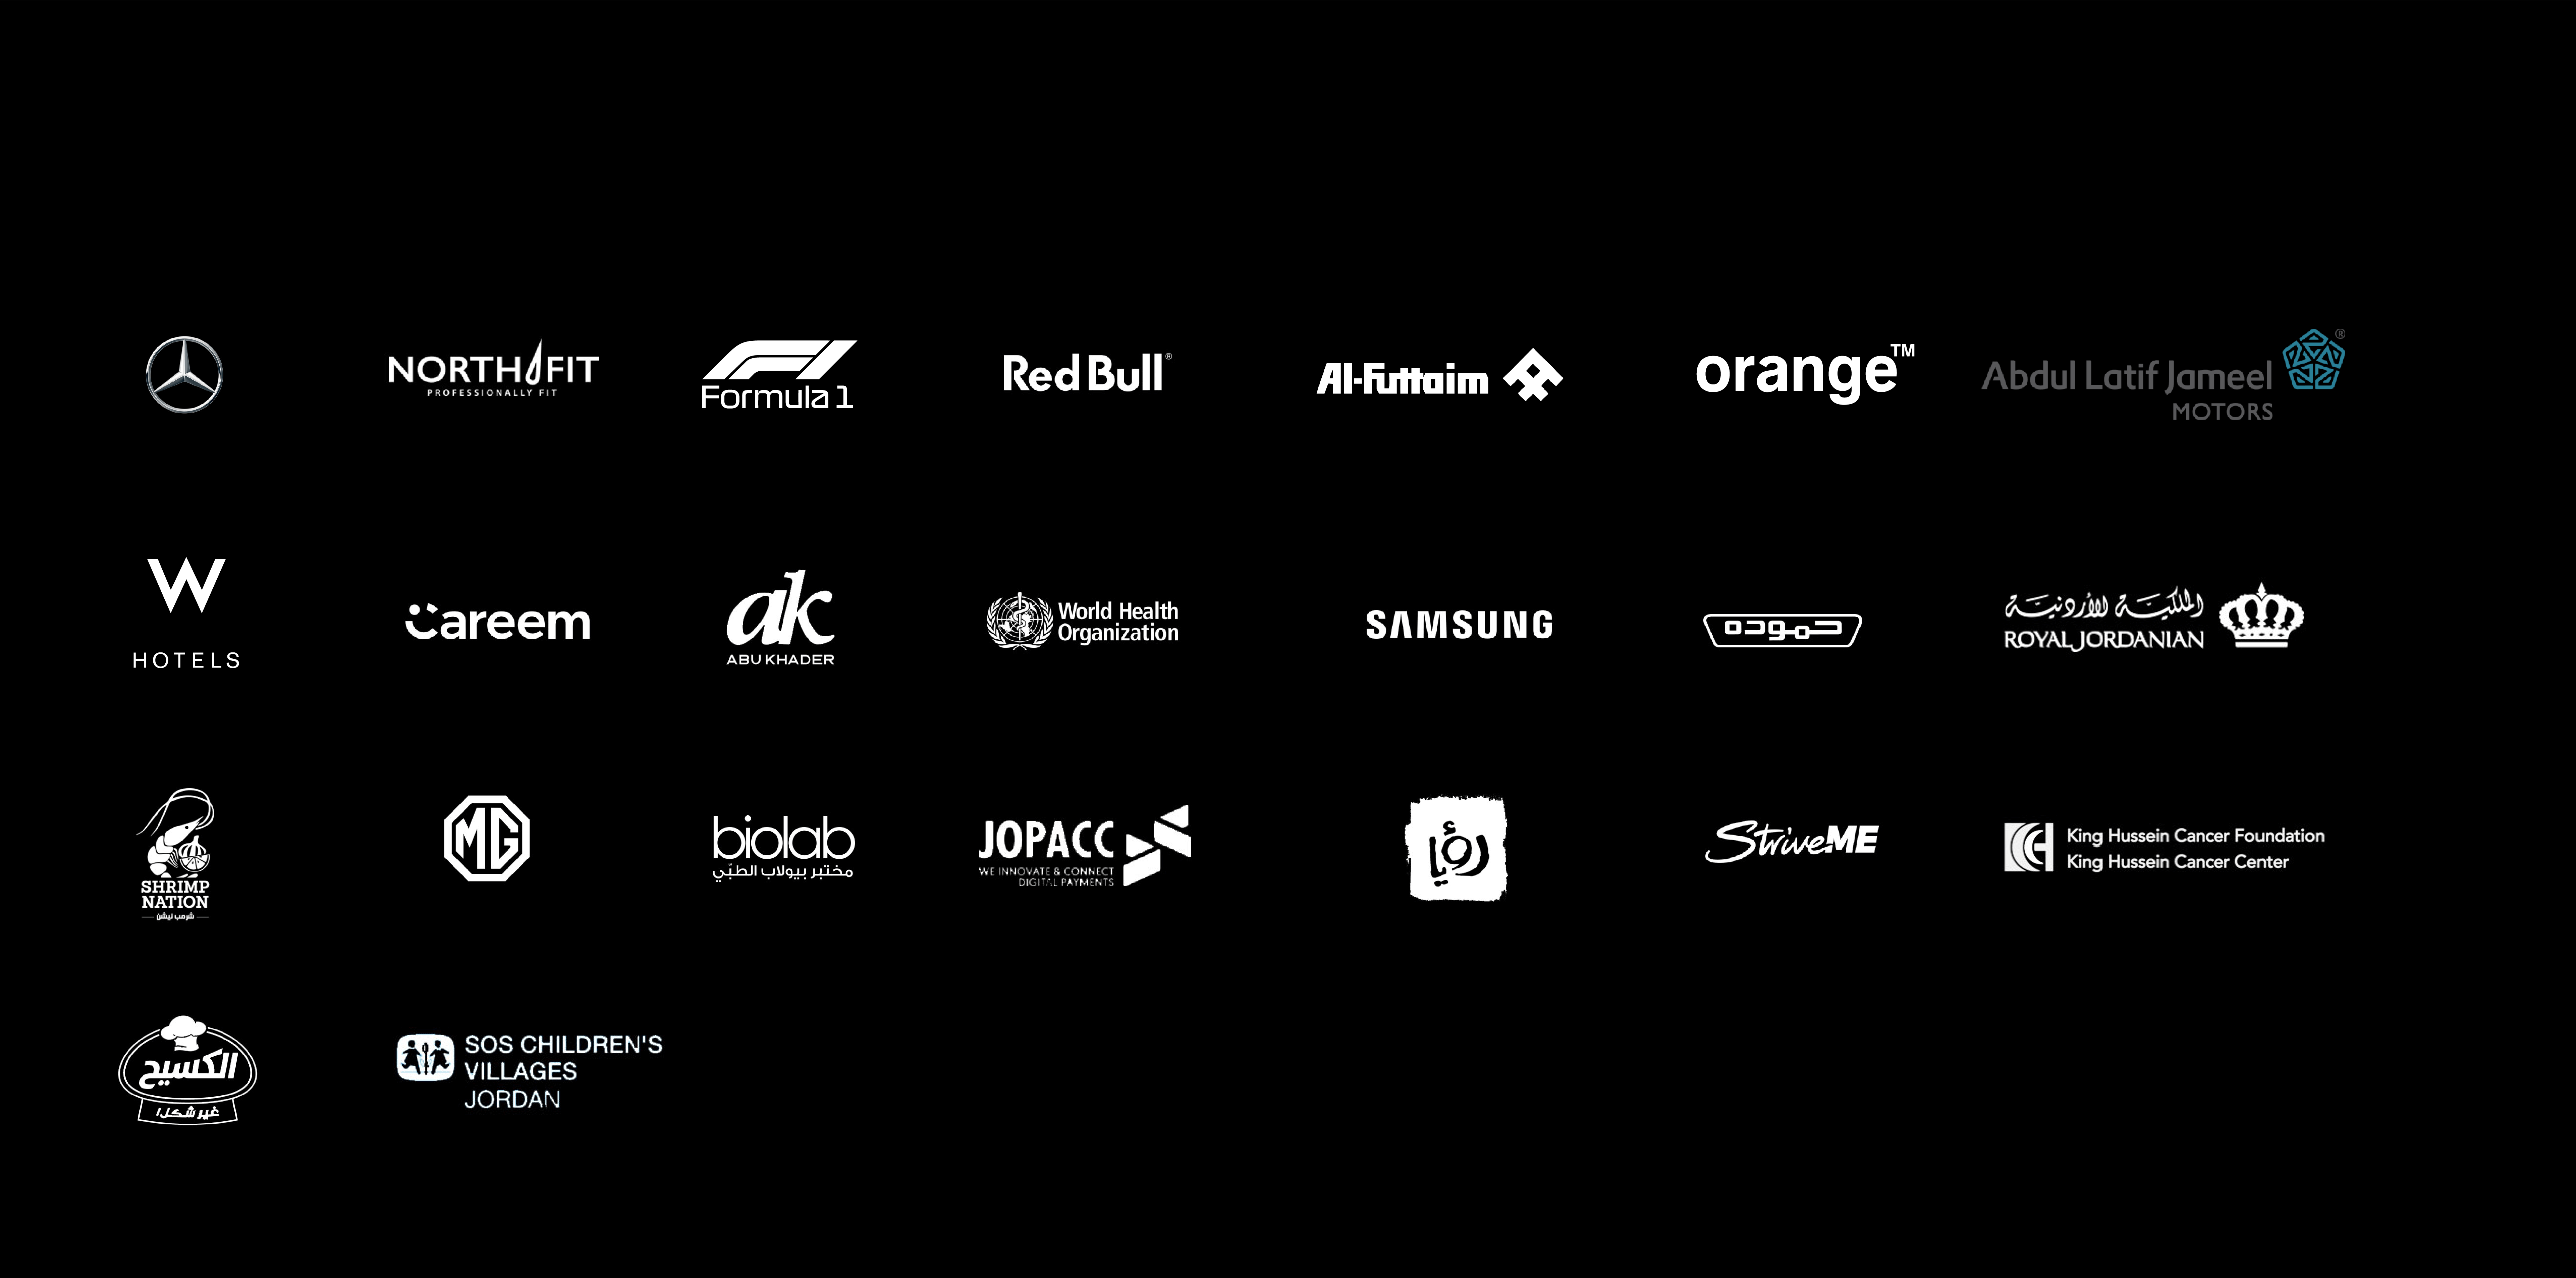 NORTHFIT
PROFESSIONALLY FIT
Formula 1
Red Bull®
Al-Futtaim
orange™
Abdul Latif Jameel®
MOTORS
W
HOTELS
Careem
ak
ABU KHADER
World Health
Organization
SAMSUNG
حموده
الملكية الأردنية
ROYAL JORDANIAN
SHRIMP
NATION
شرمب نيشن
MG
biolab
مختبر بيولاب الطبّي
JOPACC
WE INNOVATE & CONNECT
DIGITAL PAYMENTS
رؤيا
StriveME
King Hussein Cancer Foundation
King Hussein Cancer Center
الكسيح
غير شكل!
SOS CHILDREN'S
VILLAGES
JORDAN